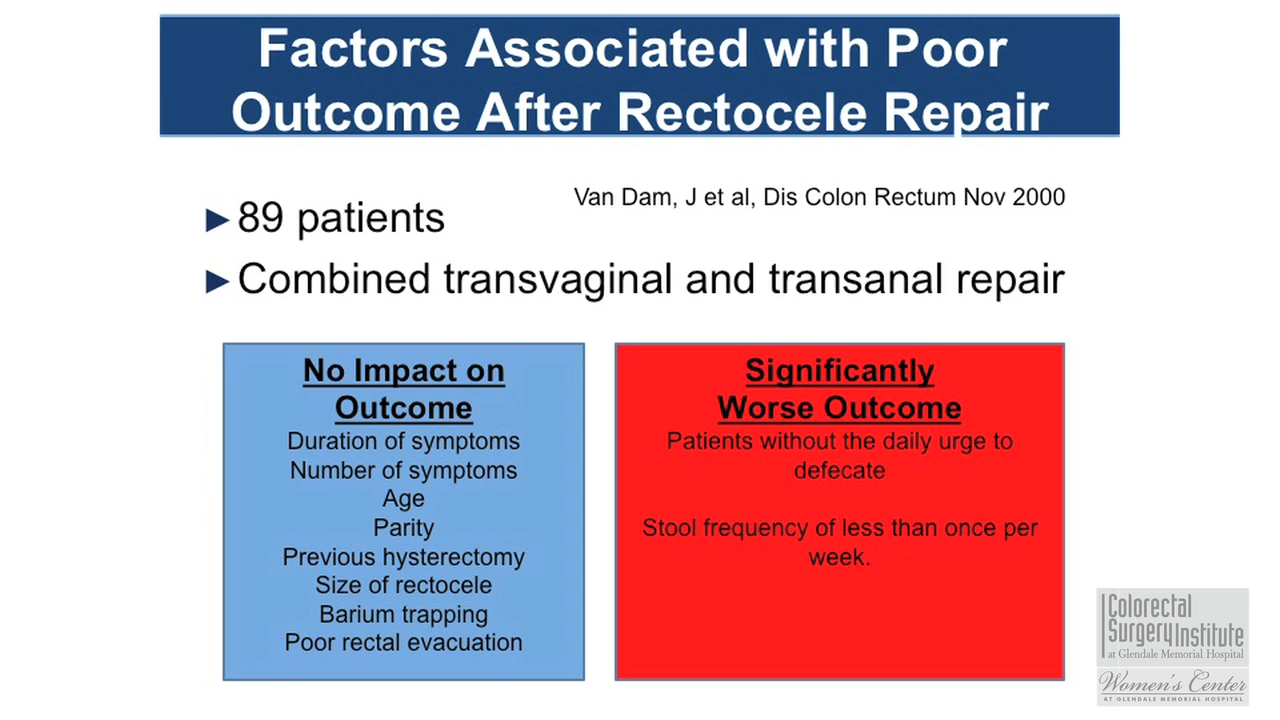 Factors Associated with Poor
Outcome After Rectocele Repair
Van Dam, J et al, Dis Colon Rectum Nov 2000
►89 patients
►Combined transvaginal and transanal repair
No Impact on
Outcome
Duration of symptoms
Number of symptoms
Age
Parity
Previous hysterectomy
Size of rectocele
Barium trapping
Poor rectal evacuation
Significantly
Worse Outcome
Patients without the daily urge to
defecate
Stool frequency of less than once per
week.
Colorectal
Surgery Institute
at Glendale Memorial Hospital
Women's Center
AT GLENDALE MEMORIAL HOSPITAL